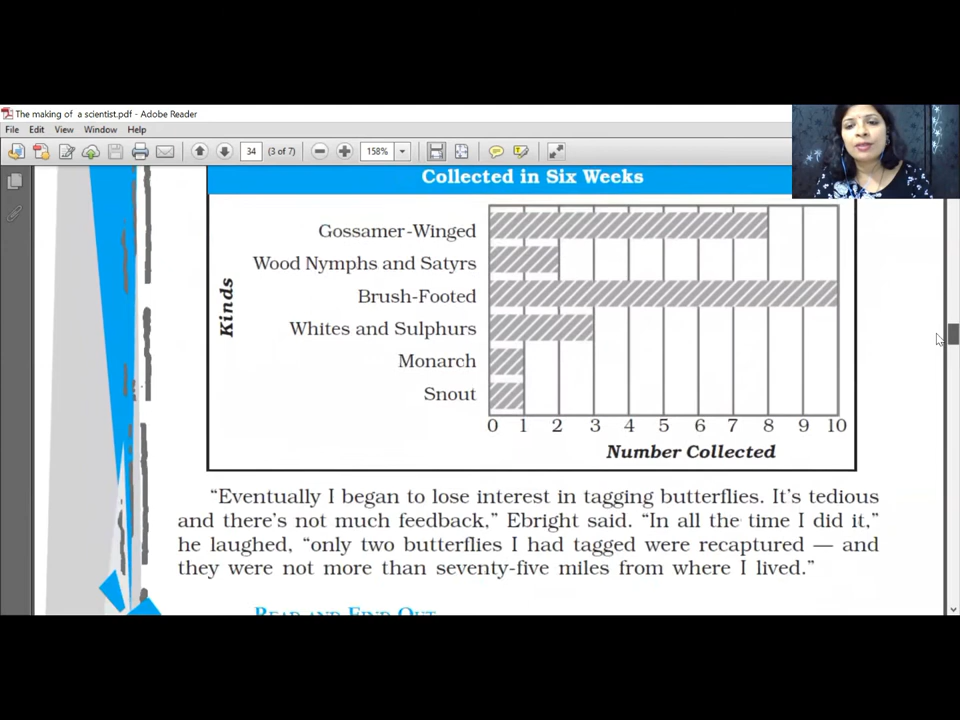 The making of a scientist.pdf - Adobe Reader
File Edit View Window Help
34 (3 of 7) 158%
Collected in Six Weeks
Kinds
Gossamer-Winged
Wood Nymphs and Satyrs
Brush-Footed
Whites and Sulphurs
Monarch
Snout
0 1 2 3 4 5 6 7 8 9 10
Number Collected
“Eventually I began to lose interest in tagging butterflies. It’s tedious
and there’s not much feedback,” Ebright said. “In all the time I did it,”
he laughed, “only two butterflies I had tagged were recaptured — and
they were not more than seventy-five miles from where I lived.”
READ AND FIND OUT